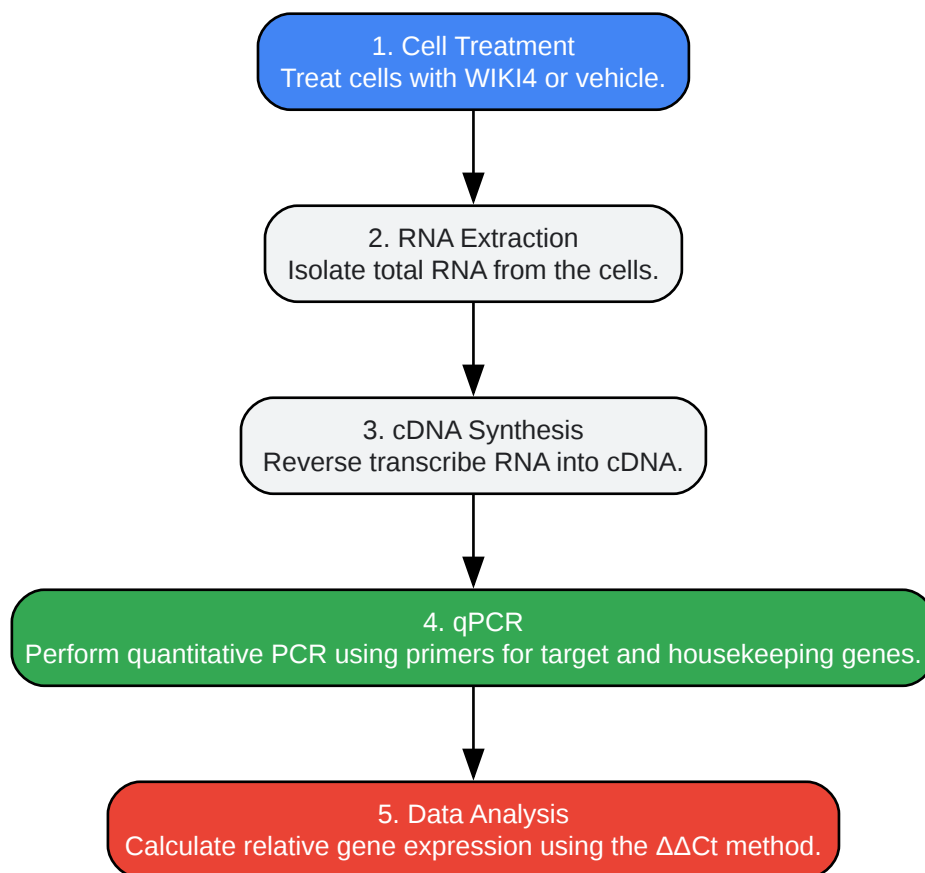 1. Cell Treatment
Treat cells with WIKI4 or vehicle.
2. RNA Extraction
Isolate total RNA from the cells.
3. cDNA Synthesis
Reverse transcribe RNA into cDNA.
4. qPCR
Perform quantitative PCR using primers for target and housekeeping genes.
5. Data Analysis
Calculate relative gene expression using the ΔΔCt method.